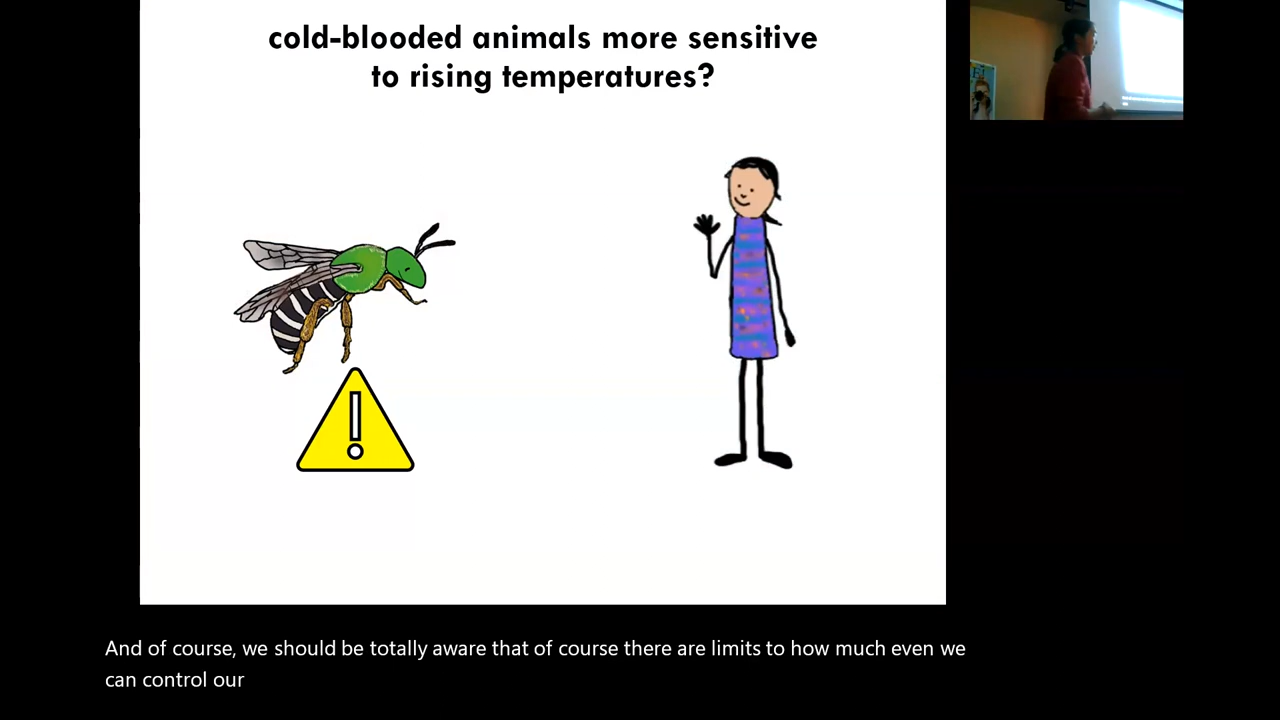 cold-blooded animals more sensitive
to rising temperatures?
And of course, we should be totally aware that of course there are limits to how much even we
can control our